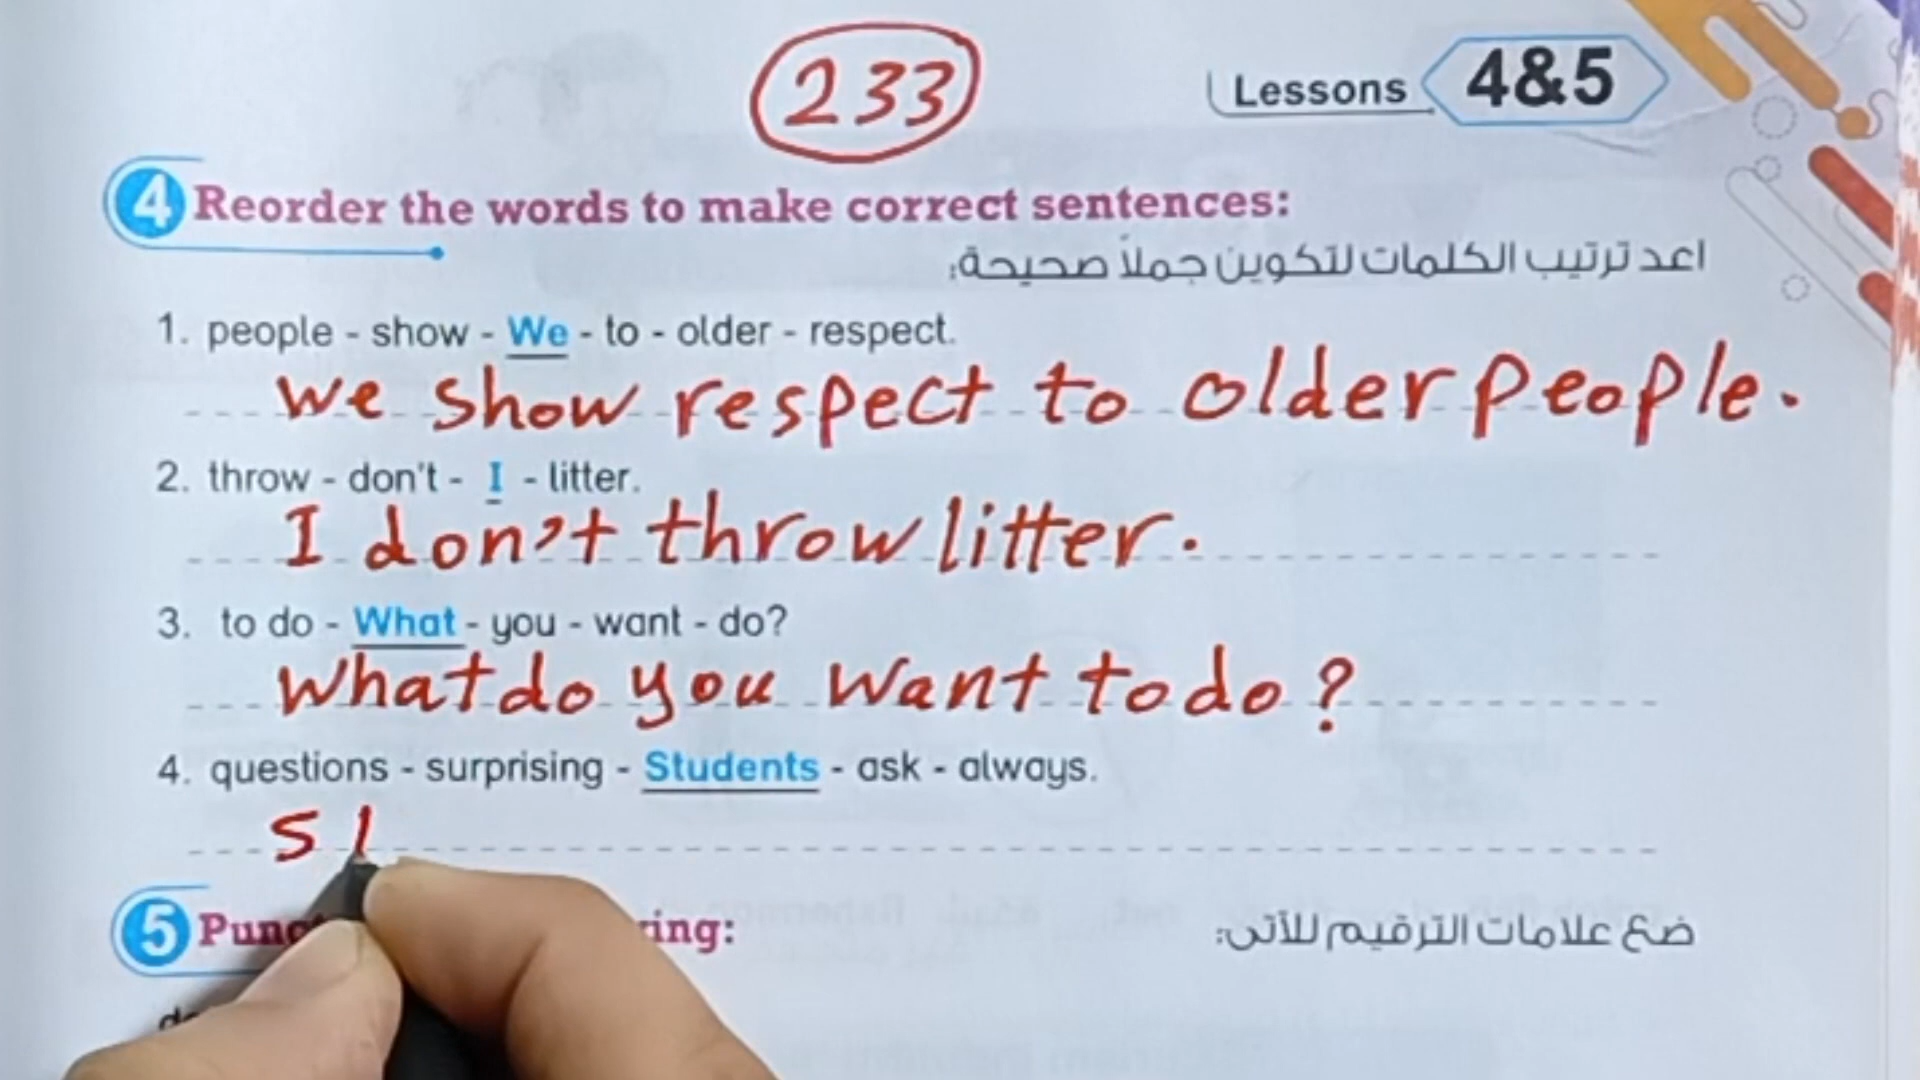 233
Lessons 4&5
4 Reorder the words to make correct sentences:
اعد ترتيب الكلمات لتكوين جملاً صحيحة:
1. people - show - We - to - older - respect.
We show respect to older people.
2. throw - don't - I - litter.
I don't throw litter.
3. to do - What - you - want - do?
What do you want to do?
4. questions - surprising - Students - ask - always.
S
5
ضع علامات الترقيم للآتى: